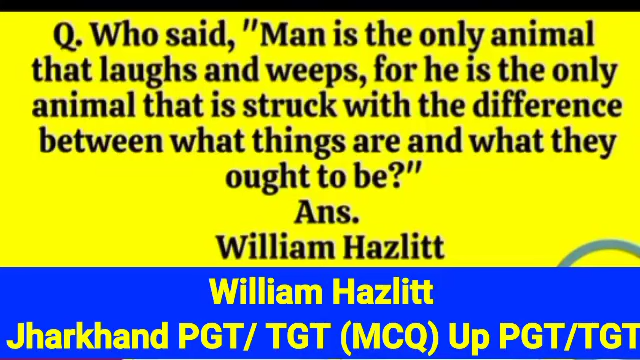 Q. Who said, "Man is the only animal
that laughs and weeps, for he is the only
animal that is struck with the difference
between what things are and what they
ought to be?"
Ans.
William Hazlitt
William Hazlitt
Jharkhand PGT/ TGT (MCQ) Up PGT/TGT